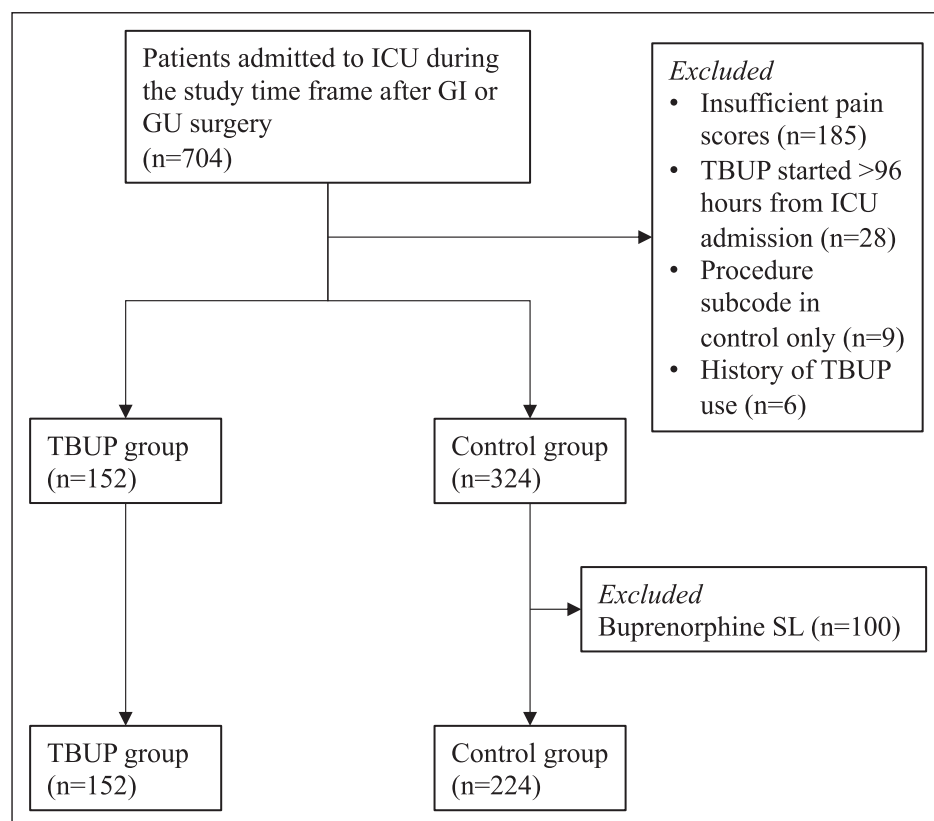 Patients admitted to ICU during
the study time frame after GI or
GU surgery
(n=704)
Excluded
• Insufficient pain
scores (n=185)
• TBUP started >96
hours from ICU
admission (n=28)
• Procedure
subcode in
control only (n=9)
• History of TBUP
use (n=6)
TBUP group
(n=152)
Control group
(n=324)
Excluded
Buprenorphine SL (n=100)
TBUP group
(n=152)
Control group
(n=224)